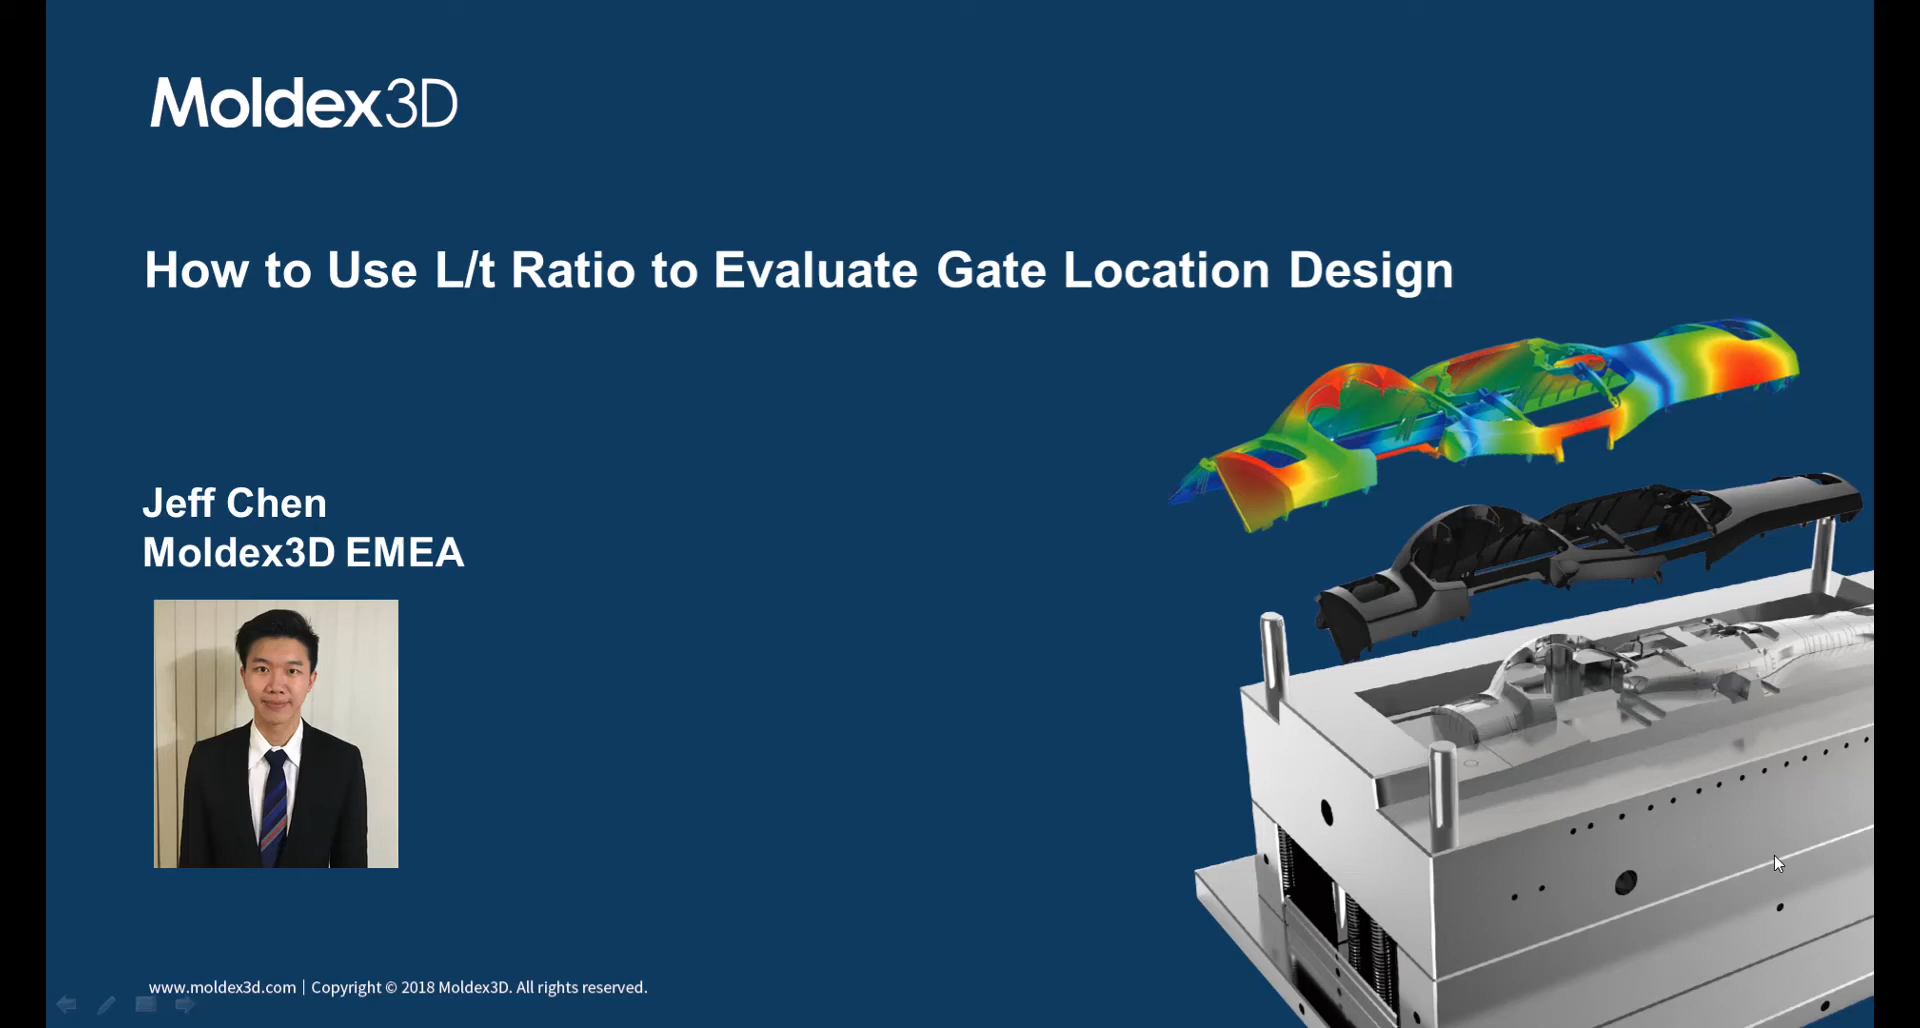 Moldex3D
How to Use L/t Ratio to Evaluate Gate Location Design
Jeff Chen
Moldex3D EMEA
www.moldex3d.com | Copyright © 2018 Moldex3D. All rights reserved.